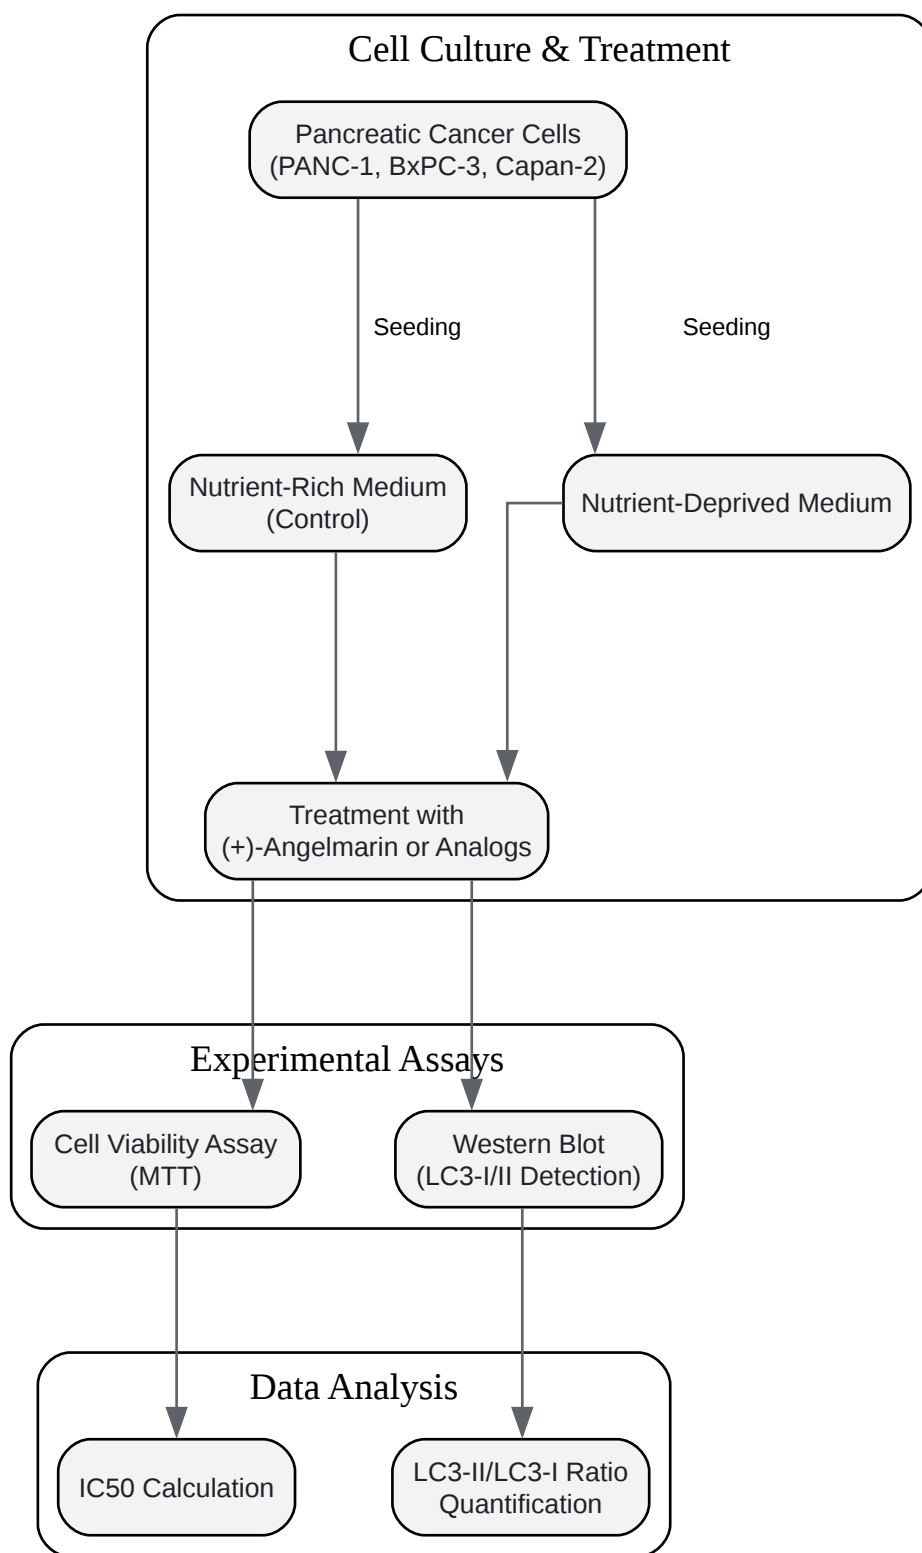 Cell Culture & Treatment
Pancreatic Cancer Cells
(PANC-1, BxPC-3, Capan-2)
Seeding
Seeding
Nutrient-Rich Medium
(Control)
Nutrient-Deprived Medium
Treatment with
(+)-Angelmarin or Analogs
Experimental Assays
Cell Viability Assay
(MTT)
Western Blot
(LC3-I/II Detection)
Data Analysis
IC50 Calculation
LC3-II/LC3-I Ratio
Quantification